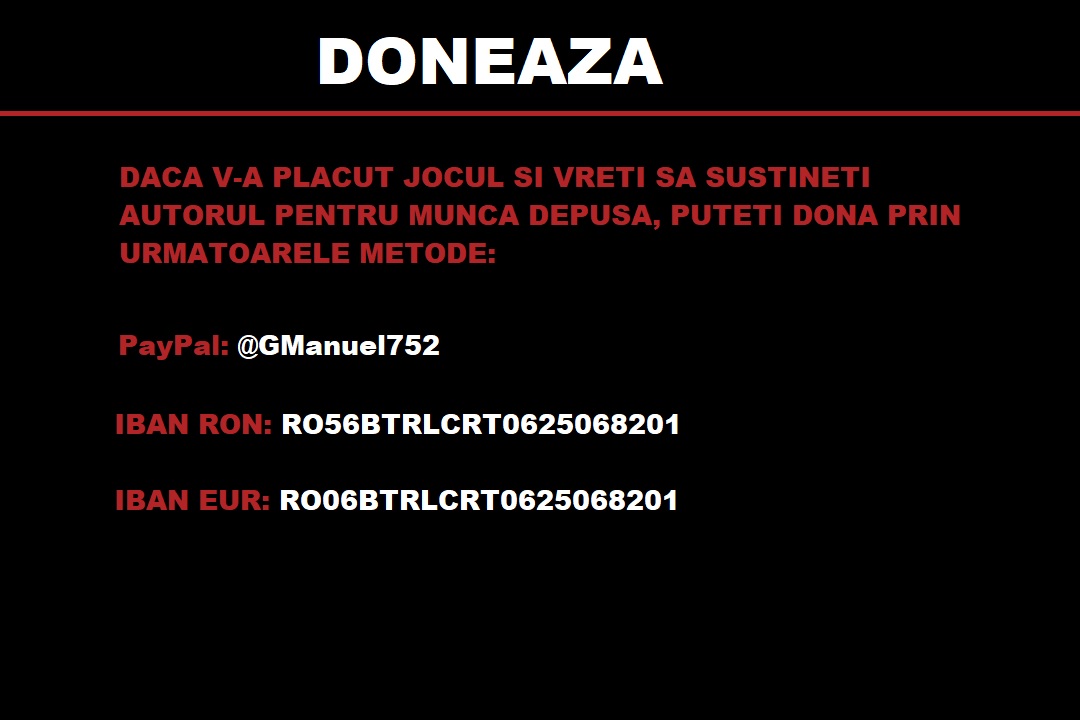 DONEAZA
DACA V-A PLACUT JOCUL SI VRETI SA SUSTINETI
AUTORUL PENTRU MUNCA DEPUSA, PUTETI DONA PRIN
URMATOARELE METODE:
PayPal: @GManuel752
IBAN RON: RO56BTRLCRT0625068201
IBAN EUR: RO06BTRLCRT0625068201